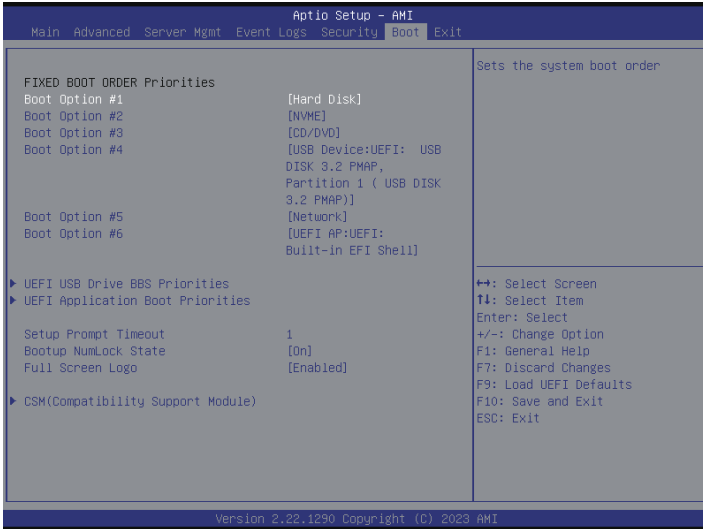 Aptio Setup – AMI
Main Advanced Server Mgmt Event Logs Security Boot Exit
Sets the system boot order
FIXED BOOT ORDER Priorities
Boot Option #1 [Hard Disk]
Boot Option #2 [NVME]
Boot Option #3 [CD/DVD]
Boot Option #4 [USB Device:UEFI: USB
DISK 3.2 PMAP,
Partition 1 ( USB DISK
3.2 PMAP)]
Boot Option #5 [Network]
Boot Option #6 [UEFI AP:UEFI:
Built-in EFI Shell]
UEFI USB Drive BBS Priorities
UEFI Application Boot Priorities
Setup Prompt Timeout 1
Bootup NumLock State [On]
Full Screen Logo [Enabled]
CSM(Compatibility Support Module)
↔: Select Screen
↑↓: Select Item
Enter: Select
+/-: Change Option
F1: General Help
F7: Discard Changes
F9: Load UEFI Defaults
F10: Save and Exit
ESC: Exit
Version 2.22.1290 Copyright (C) 2023 AMI